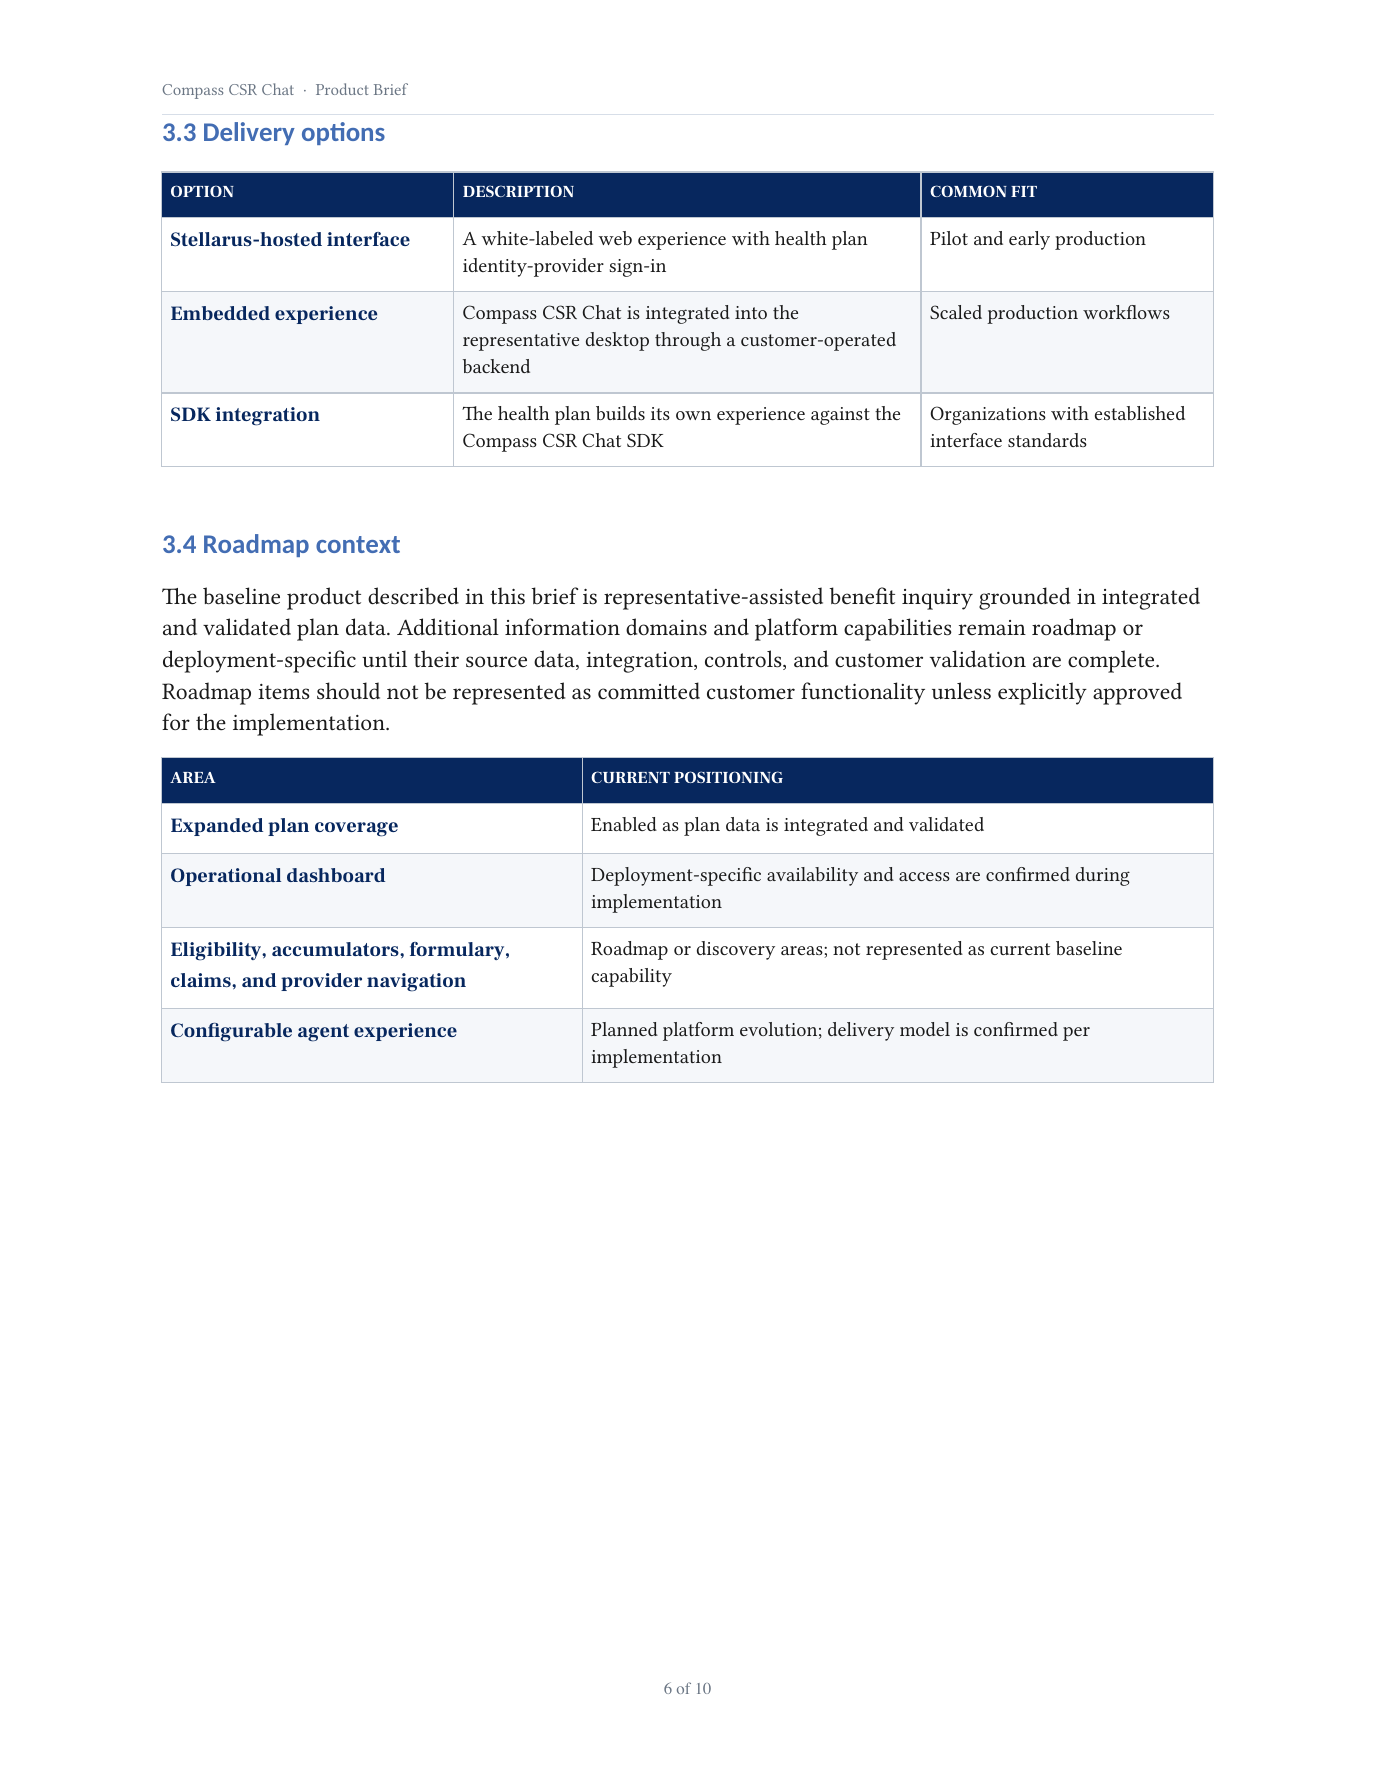 Compass CSR Chat · Product Brief
3.3 Delivery options
OPTION
DESCRIPTION
COMMON FIT
Stellarus-hosted interface
A white-labeled web experience with health plan
identity-provider sign-in
Pilot and early production
Embedded experience
Compass CSR Chat is integrated into the
representative desktop through a customer-operated
backend
Scaled production workflows
SDK integration
The health plan builds its own experience against the
Compass CSR Chat SDK
Organizations with established
interface standards
3.4 Roadmap context
The baseline product described in this brief is representative-assisted benefit inquiry grounded in integrated
and validated plan data. Additional information domains and platform capabilities remain roadmap or
deployment-specific until their source data, integration, controls, and customer validation are complete.
Roadmap items should not be represented as committed customer functionality unless explicitly approved
for the implementation.
AREA
CURRENT POSITIONING
Expanded plan coverage
Enabled as plan data is integrated and validated
Operational dashboard
Deployment-specific availability and access are confirmed during
implementation
Eligibility, accumulators, formulary,
claims, and provider navigation
Roadmap or discovery areas; not represented as current baseline
capability
Configurable agent experience
Planned platform evolution; delivery model is confirmed per
implementation
6 of 10